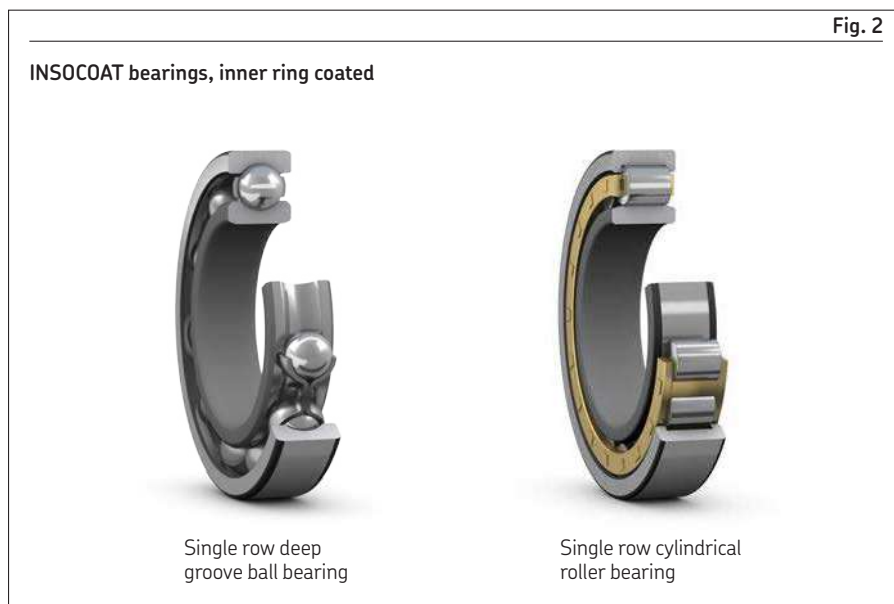 Fig. 2
INSOCOAT bearings, inner ring coated
Single row deep
groove ball bearing
Single row cylindrical
roller bearing